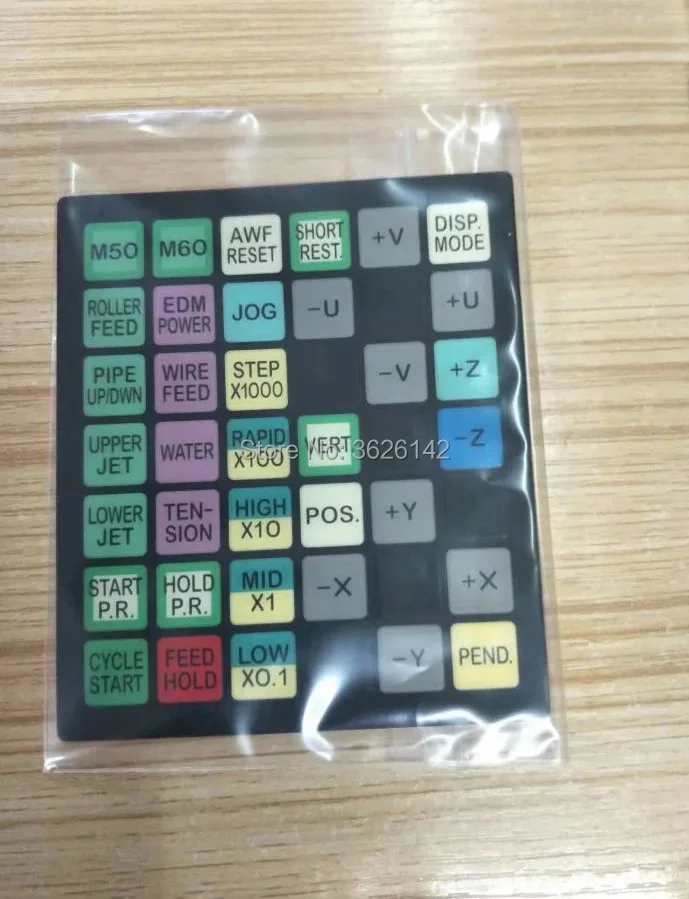 M50
M60
AWF
RESET
SHORT
REST.
+V
DISP.
MODE
ROLLER
FEED
EDM
POWER
JOG
-U
+U
PIPE
UP/DWN
WIRE
FEED
STEP
X1000
-V
+Z
UPPER
JET
WATER
RAPID
X100
VERT
-Z
Store No: 3626142
LOWER
JET
TEN-
SION
HIGH
X10
POS.
+Y
START
P.R.
HOLD
P.R.
MID
X1
-X
+X
CYCLE
START
FEED
HOLD
LOW
X0.1
-Y
PEND.